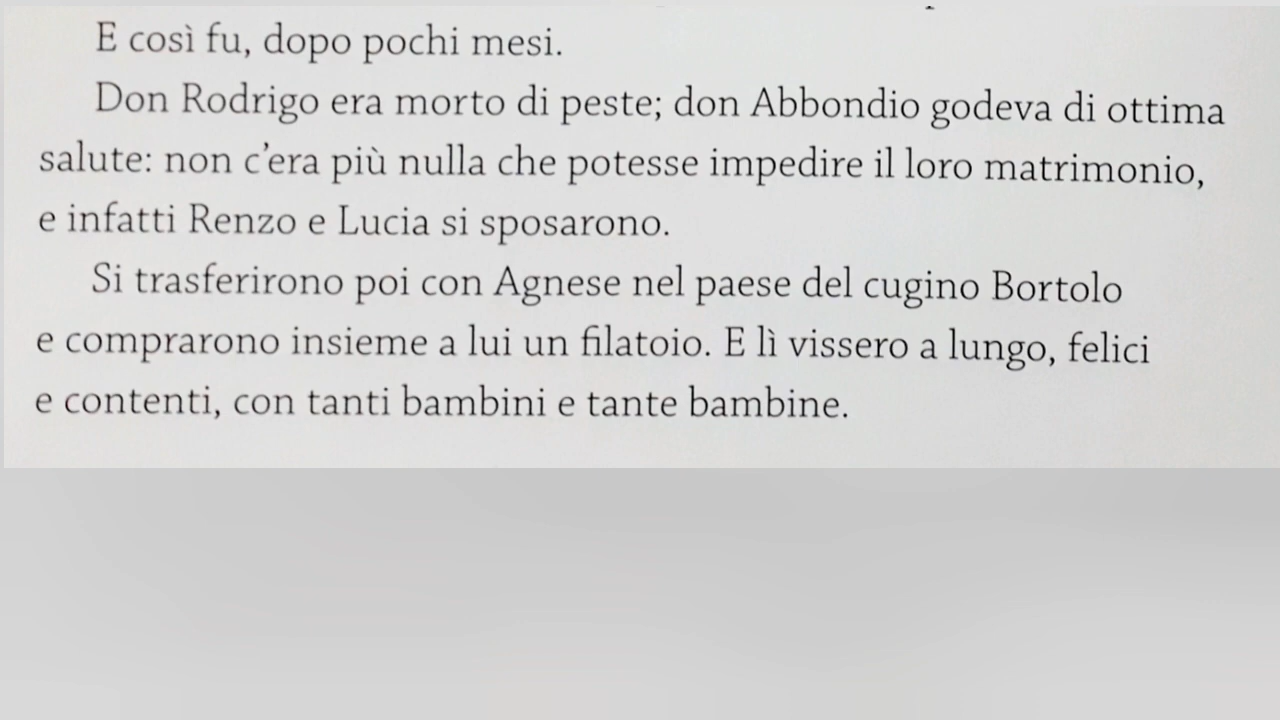 E così fu, dopo pochi mesi.
Don Rodrigo era morto di peste; don Abbondio godeva di ottima
salute: non c'era più nulla che potesse impedire il loro matrimonio,
e infatti Renzo e Lucia si sposarono.
Si trasferirono poi con Agnese nel paese del cugino Bortolo
e comprarono insieme a lui un filatoio. E lì vissero a lungo, felici
e contenti, con tanti bambini e tante bambine.